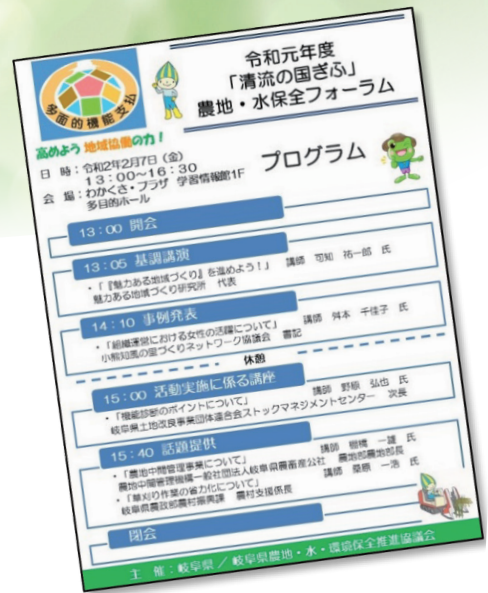 令和元年度
「清流の国ぎふ」
農地・水保全フォーラム
多面的機能支払
高めよう 地域協働の力！
プログラム
日 時：令和2年2月7日（金）
13：00～16：30
会 場：わかくさ・プラザ 学習情報館1F
多目的ホール
13：00 開会
13：05 基調講演
・「『魅力ある地域づくり』を進めよう！」 講師 可知 祐一郎 氏
魅力ある地域づくり研究所 代表
14：10 事例発表
・「組織運営における女性の活躍について」 講師 舛本 千佳子 氏
小熊知風の里づくりネットワーク協議会 書記
休憩
15：00 活動実施に係る講座
・「機能診断のポイントについて」 講師 野原 弘也 氏
岐阜県土地改良事業団体連合会ストックマネジメントセンター 次長
15：40 話題提供
・「農地中間管理事業について」 講師 棚橋 一雄 氏
農地中間管理機構一般社団法人岐阜県農畜産公社 農地部農地部長
・「草刈り作業の省力化について」 講師 桑原 一浩 氏
岐阜県農政部農村振興課 農村支援係長
閉会
主 催：岐阜県 ／ 岐阜県農地・水・環境保全推進協議会